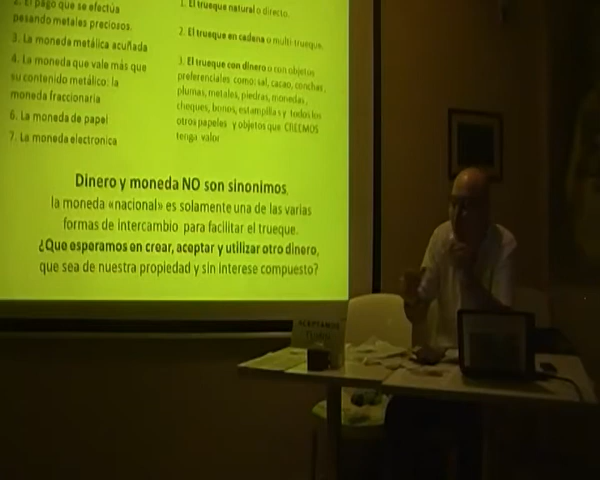 2. El pago que se efectúa
pesando metales preciosos.
3. La moneda metálica acuñada
4. La moneda que vale más que
su contenido metálico: la
moneda fraccionaria
6. La moneda de papel
7. La moneda electronica
1. El trueque natural o directo.
2. El trueque en cadena o multi trueque.
3. El trueque con dinero o con objetos
preferenciales como: sal, cacao, conchas,
plumas, metales, piedras, monedas,
cheques, bonos, estampillas y todos los
otros papeles y objetos que CREEMOS
tenga valor
Dinero y moneda NO son sinonimos,
la moneda «nacional» es solamente una de las varias
formas de intercambio para facilitar el trueque.
¿Que esperamos en crear, aceptar y utilizar otro dinero,
que sea de nuestra propiedad y sin interese compuesto?
ACEPTAMOS